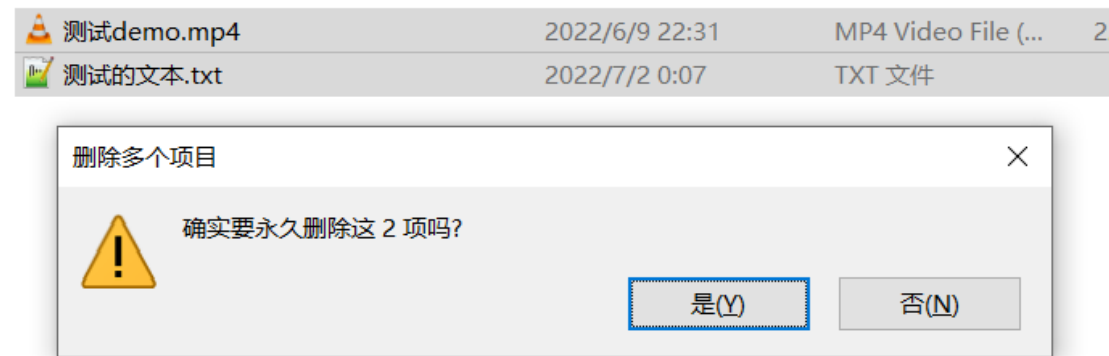 测试demo.mp4 2022/6/9 22:31 MP4 Video File (... 2
测试的文本.txt 2022/7/2 0:07 TXT 文件
删除多个项目
确实要永久删除这 2 项吗?
是(Y) 否(N)